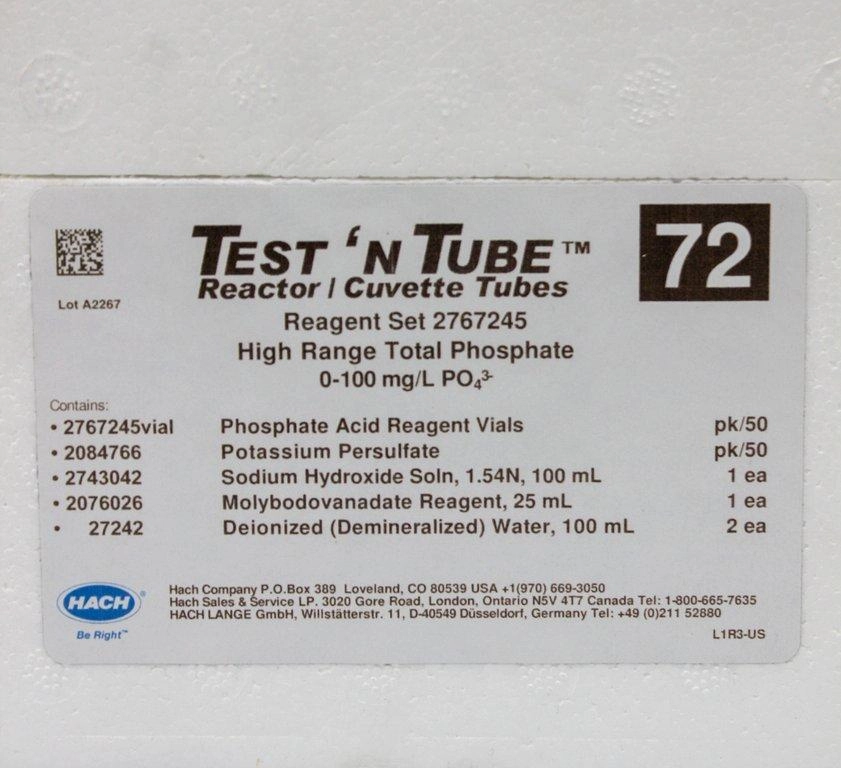 TEST 'N TUBE™
72
Reactor / Cuvette Tubes
Lot A2267
Reagent Set 2767245
High Range Total Phosphate
0-100 mg/L PO₄³⁻
Contains:
• 2767245vial Phosphate Acid Reagent Vials pk/50
• 2084766 Potassium Persulfate pk/50
• 2743042 Sodium Hydroxide Soln, 1.54N, 100 mL 1 ea
• 2076026 Molybodovanadate Reagent, 25 mL 1 ea
• 27242 Deionized (Demineralized) Water, 100 mL 2 ea
HACH®
Be Right™
Hach Company P.O.Box 389 Loveland, CO 80539 USA +1(970) 669-3050
Hach Sales & Service LP. 3020 Gore Road, London, Ontario N5V 4T7 Canada Tel: 1-800-665-7635
HACH LANGE GmbH, Willstätterstr. 11, D-40549 Düsseldorf, Germany Tel: +49 (0)211 52880
L1R3-US